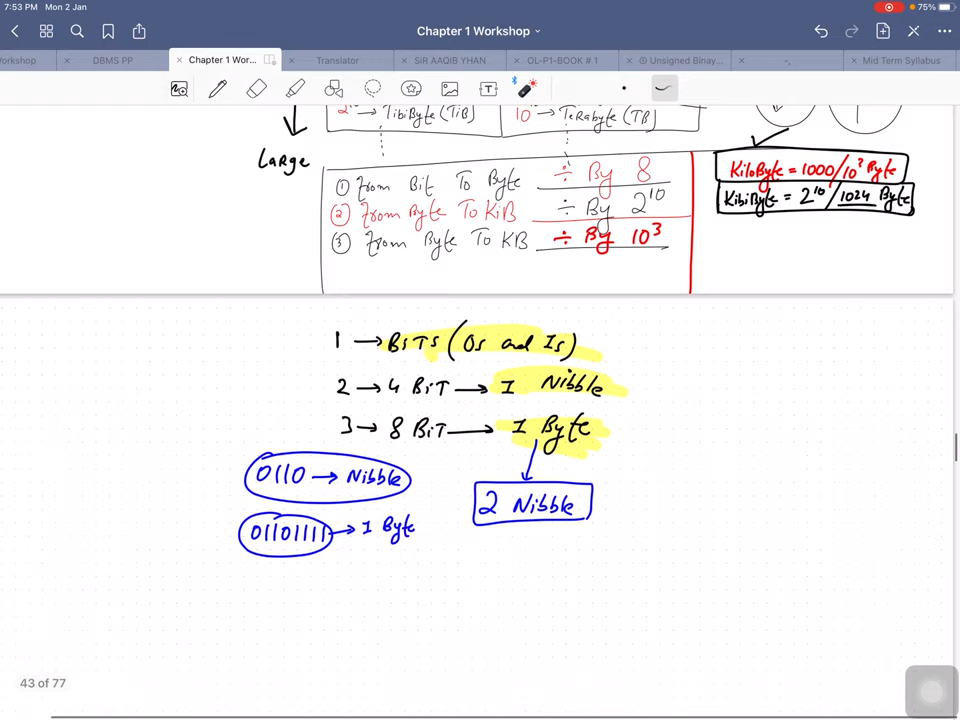 7:53 PM Mon 2 Jan
75%
Chapter 1 Workshop
orkshop
DBMS PP
Chapter 1 Wor...
Translator
SiR AAQIB YHAN
OL-P1-BOOK # 1
Unsigned Binay...
Mid Term Syllabus
→ TibiByte (TiB)
10 → TeRabyte (TB)
Large
KiloByte = 1000/10³ Byte
KibiByte = 2¹⁰/1024 Byte
① From Bit To Byte ÷ By 8
② From Byte To KiB ÷ By 2¹⁰
③ From Byte To KB ÷ By 10³
1 → BiTs (0s and 1s)
2 → 4 BiT → 1 Nibble
3 → 8 BiT → 1 Byte
0110 → Nibble
2 Nibble
01101111 → 1 Byte
43 of 77